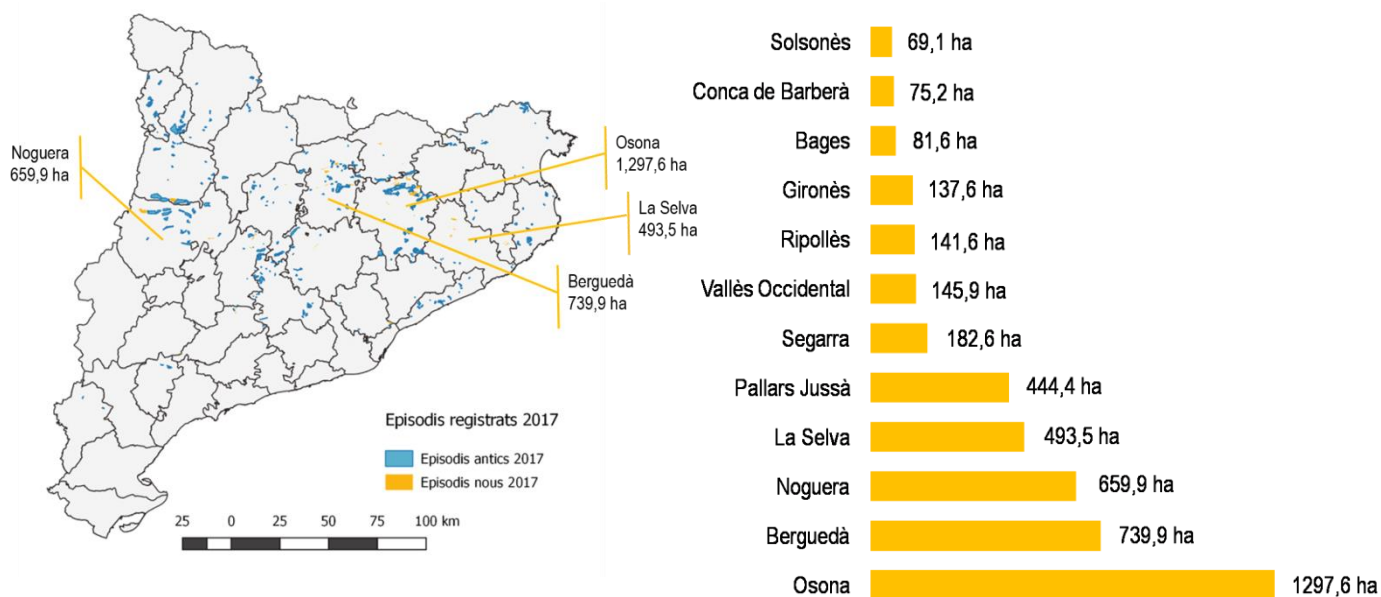 Noguera
659,9 ha
Osona
1,297,6 ha
La Selva
493,5 ha
Berguedà
739,9 ha
Episodis registrats 2017
Episodis antics 2017
Episodis nous 2017
25 0 25 50 75 100 km
Solsonès 69,1 ha
Conca de Barberà 75,2 ha
Bages 81,6 ha
Gironès 137,6 ha
Ripollès 141,6 ha
Vallès Occidental 145,9 ha
Segarra 182,6 ha
Pallars Jussà 444,4 ha
La Selva 493,5 ha
Noguera 659,9 ha
Berguedà 739,9 ha
Osona 1297,6 ha